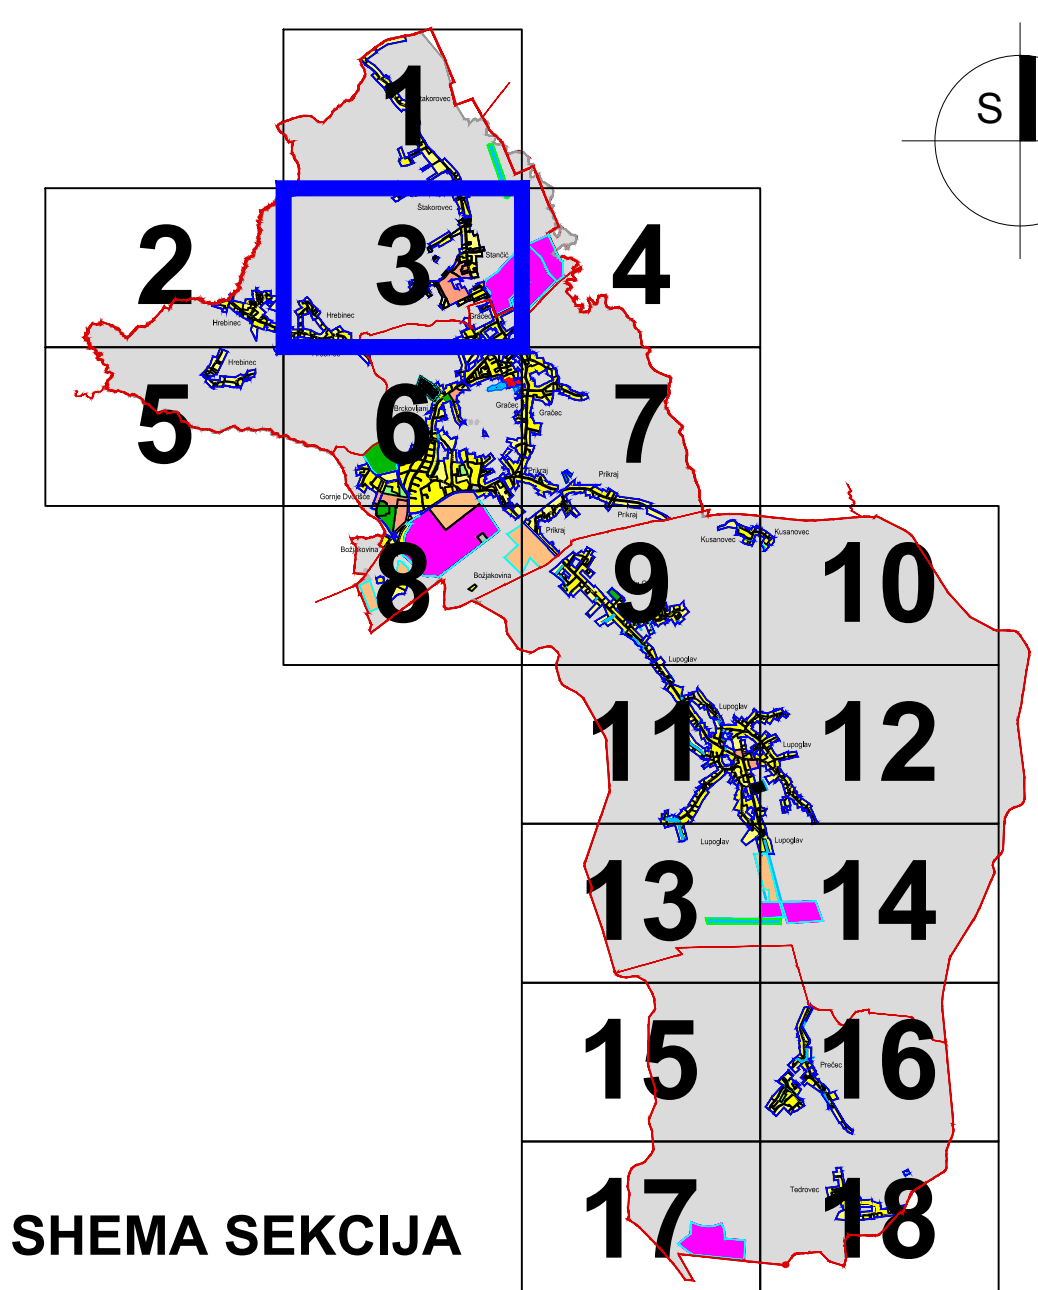 1
Štakorovec
S
2
3
4
Štakorovec
Stančić
Gračec
Hrebinec
Hrebinec
Hrebinec
5
6
7
Brckovljani
Gračec
Gračec
Prikraj
Prikraj
Gornje Dvorišće
Prikraj
Prikraj
Kusanovec
Kusanovec
Božjakovina
Božjakovina
8
9
10
Lupoglav
11
12
Lupoglav
Lupoglav
Lupoglav
Lupoglav
13
14
15
16
Prečec
17
18
Tedrovec
SHEMA SEKCIJA